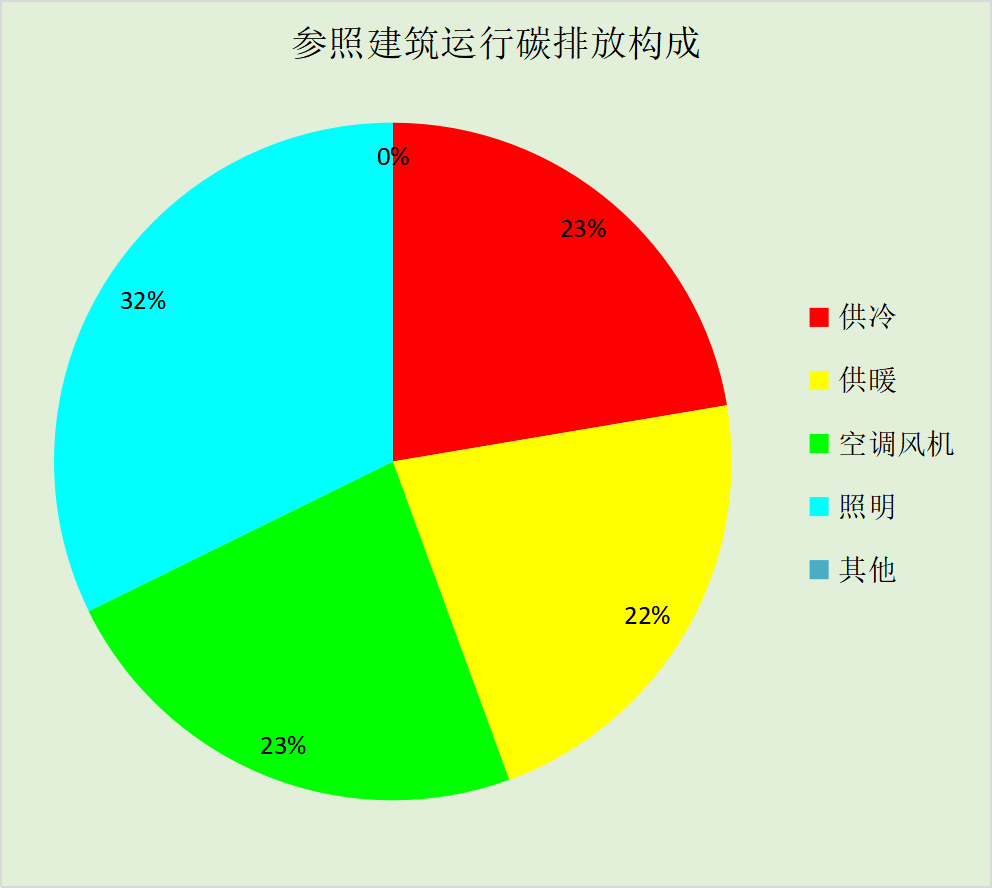 参照建筑运行碳排放构成
0%
23%
32%
22%
23%
供冷
供暖
空调风机
照明
其他